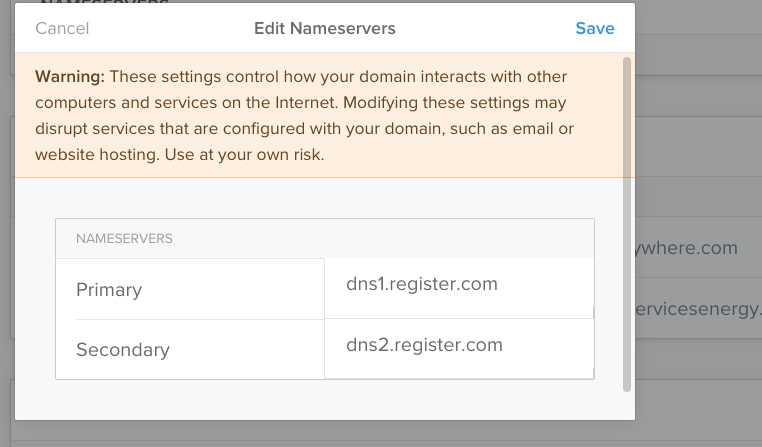 NAMESERVERS
Cancel
Edit Nameservers
Save
Warning: These settings control how your domain interacts with other
computers and services on the Internet. Modifying these settings may
disrupt services that are configured with your domain, such as email or
website hosting. Use at your own risk.
NAMESERVERS
Primary
dns1.register.com
Secondary
dns2.register.com
ywhere.com
ervicesenergy.